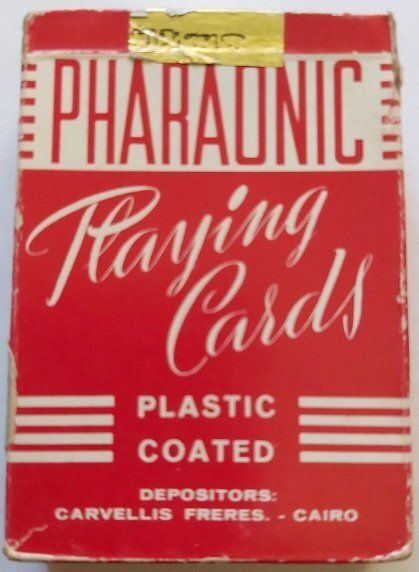 PHARAONIC
Playing
Cards
PLASTIC
COATED
DEPOSITORS:
CARVELLIS FRERES. - CAIRO